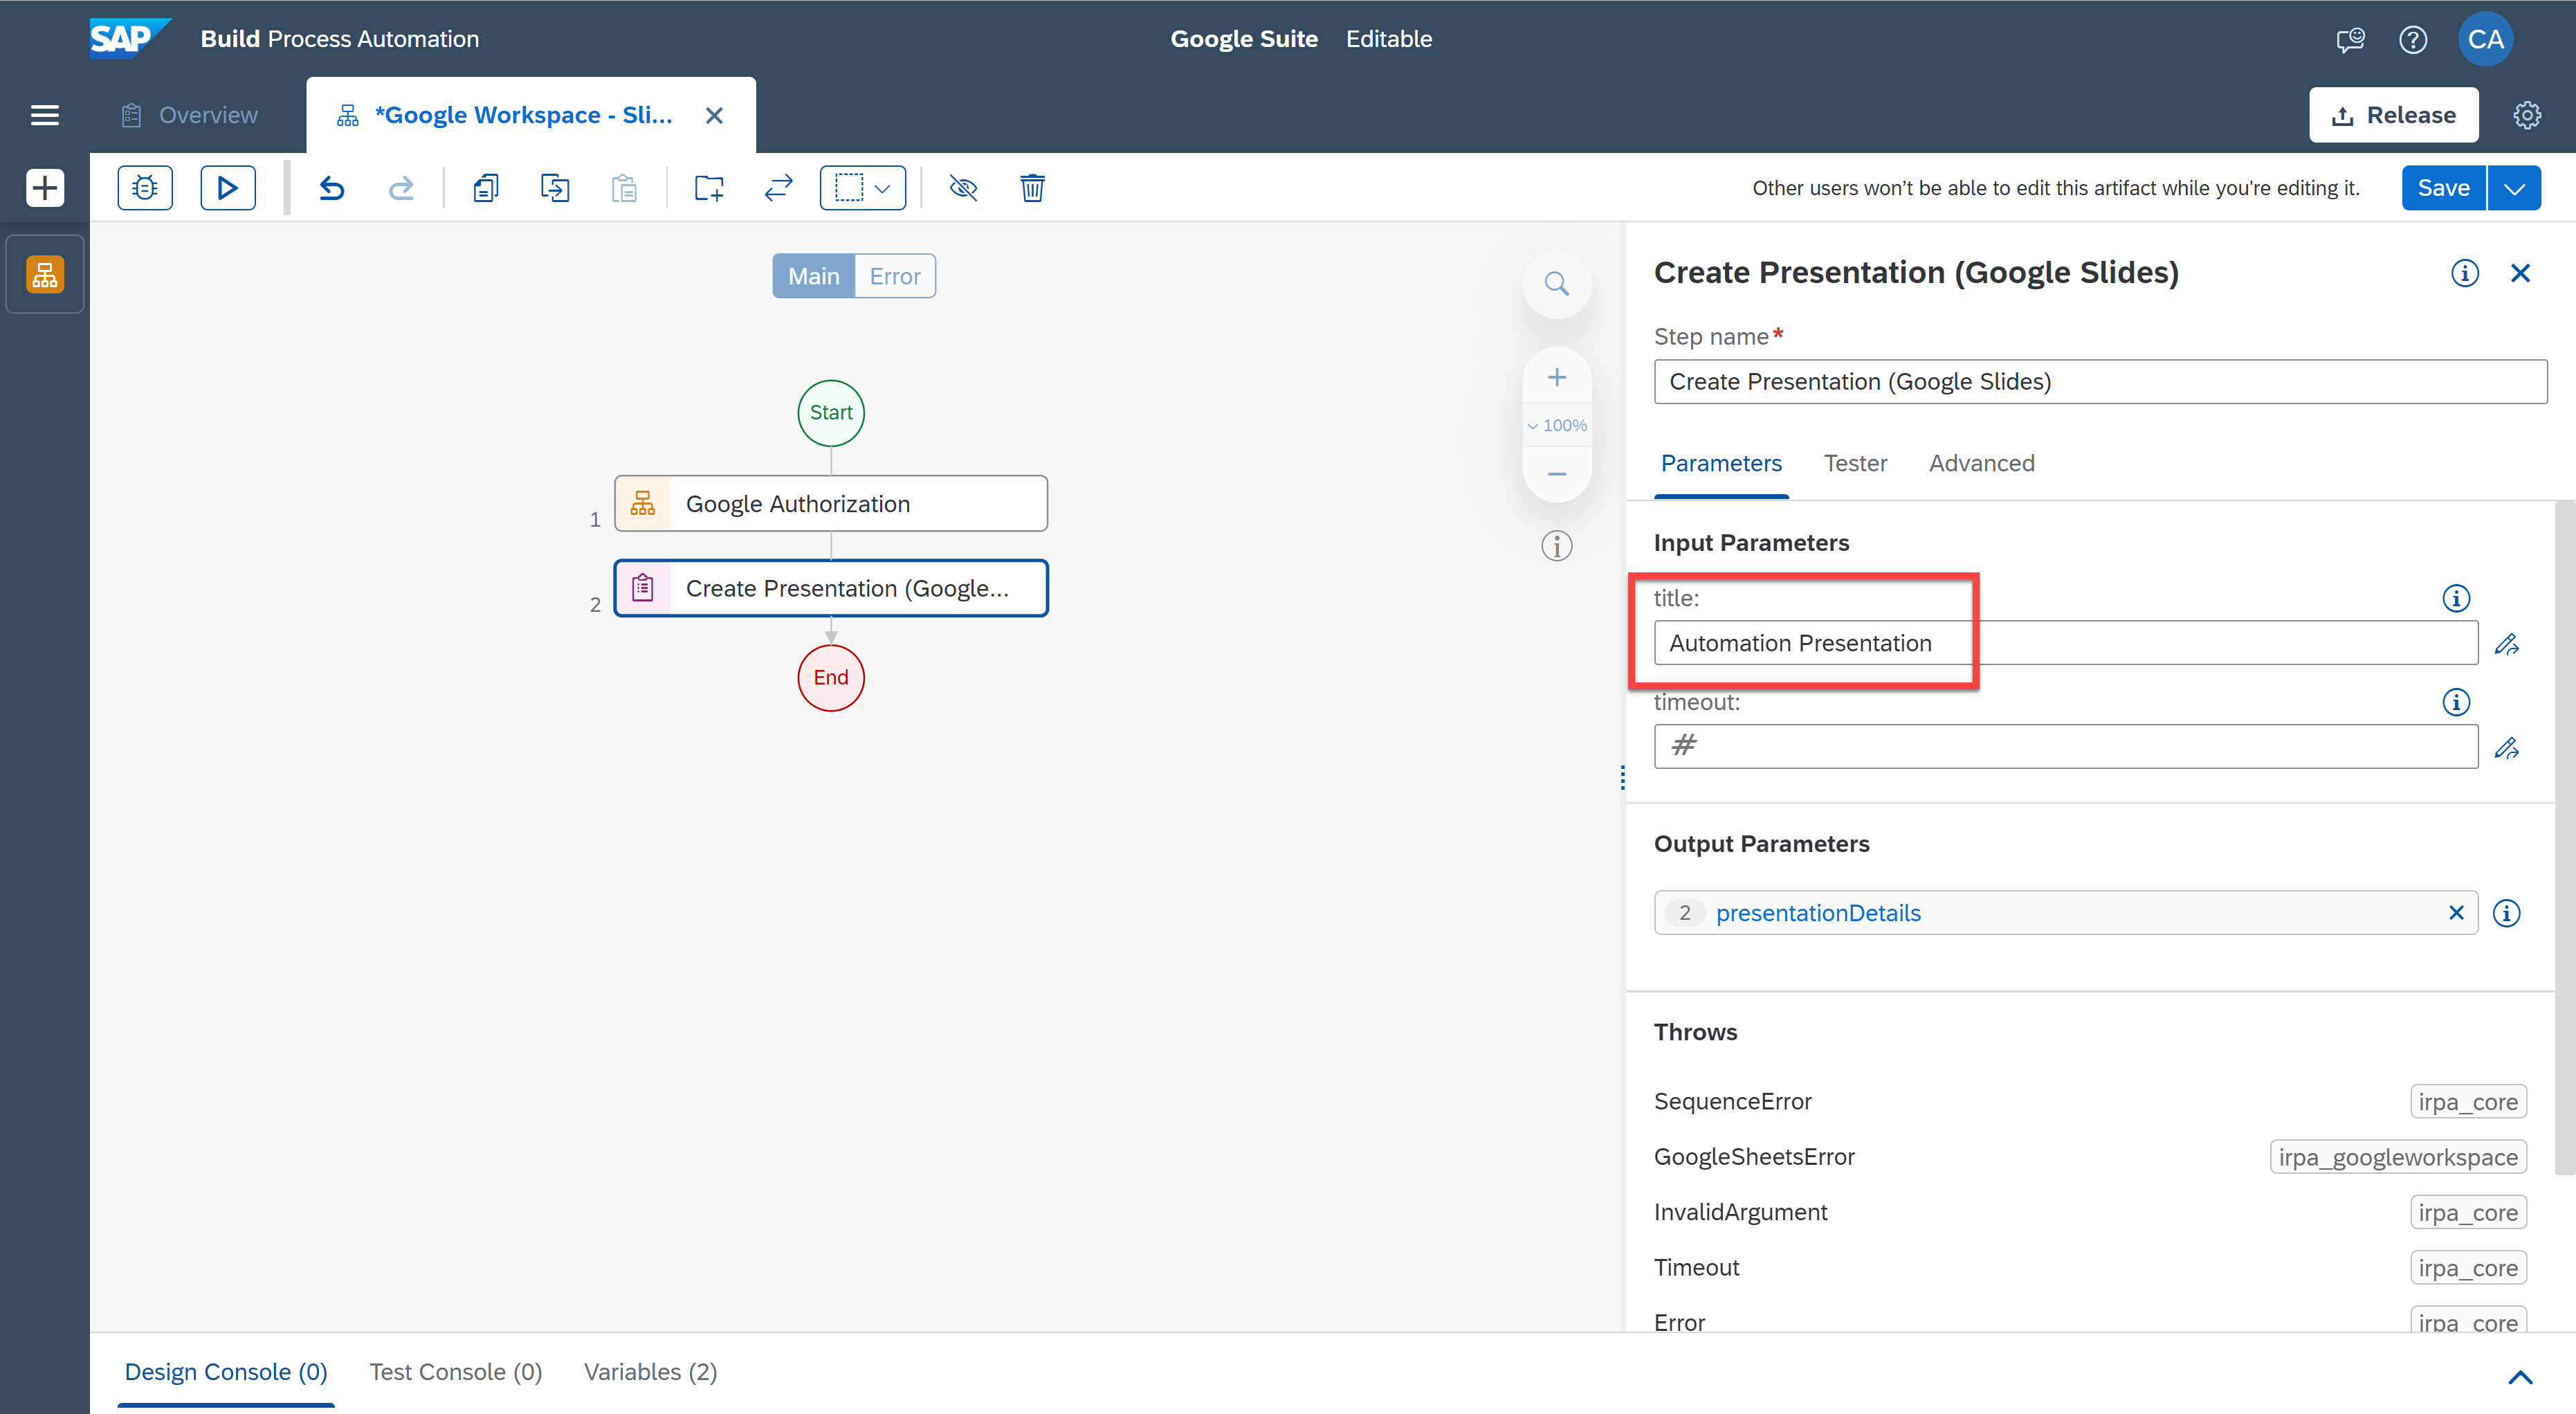 SAP Build Process Automation Google Suite Editable CA
Overview *Google Workspace - Sli... Release
Other users won't be able to edit this artifact while you're editing it. Save
Main Error
Create Presentation (Google Slides)
Step name*
Create Presentation (Google Slides)
Start
100%
Parameters Tester Advanced
1 Google Authorization
Input Parameters
2 Create Presentation (Google...
title:
Automation Presentation
End
timeout:
#
Output Parameters
2 presentationDetails
Throws
SequenceError irpa_core
GoogleSheetsError irpa_googleworkspace
InvalidArgument irpa_core
Timeout irpa_core
Error irpa_core
Design Console (0) Test Console (0) Variables (2)